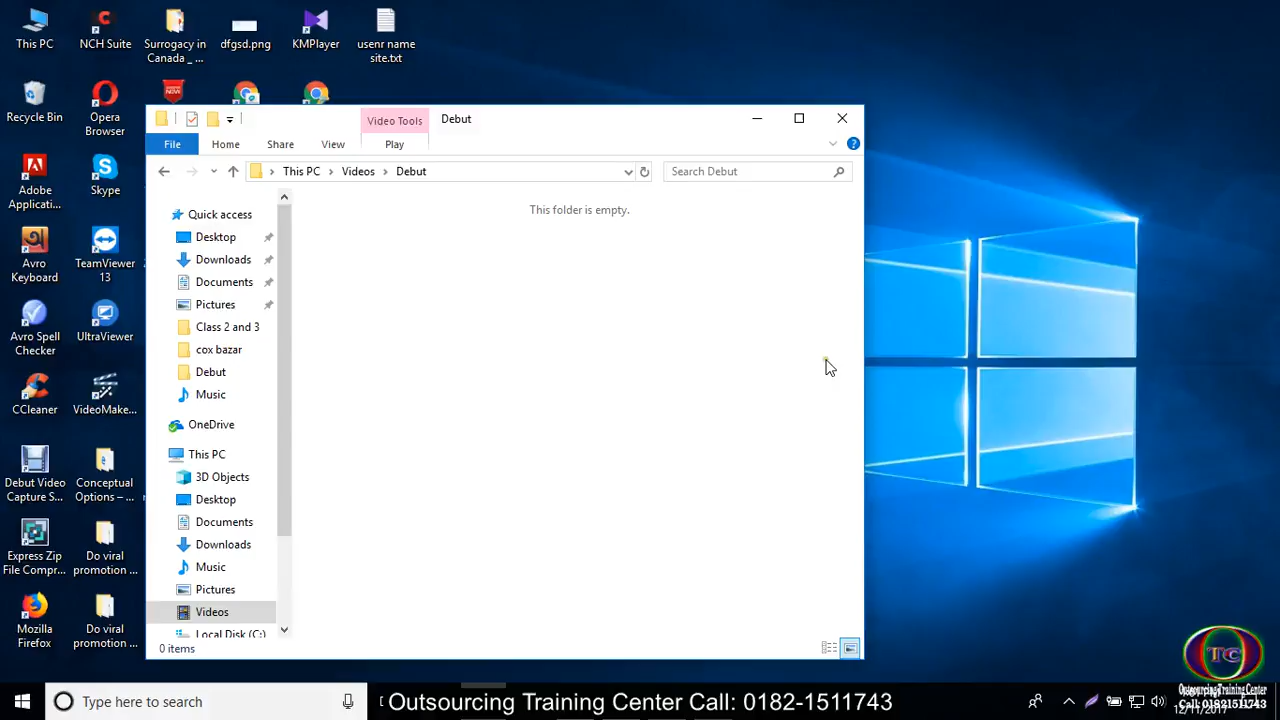 This PC
NCH Suite
Surrogacy in
Canada _ ...
dfgsd.png
KMPlayer
usenr name
site.txt
Recycle Bin
Opera
Browser
Adobe
Applicati...
Skype
Avro
Keyboard
TeamViewer
13
Avro Spell
Checker
UltraViewer
CCleaner
VideoMake...
Debut Video
Capture S...
Conceptual
Options – ...
Express Zip
File Compr...
Do viral
promotion ...
Mozilla
Firefox
Do viral
promotion ...
Video Tools
Debut
File
Home
Share
View
Play
This PC
Videos
Debut
Search Debut
This folder is empty.
Quick access
Desktop
Downloads
Documents
Pictures
Class 2 and 3
cox bazar
Debut
Music
OneDrive
This PC
3D Objects
Desktop
Documents
Downloads
Music
Pictures
Videos
Local Disk (C:)
0 items
Type here to search
Outsourcing Training Center Call: 0182-1511743
TC
Outsourcing Training Center
Call: 01821511743